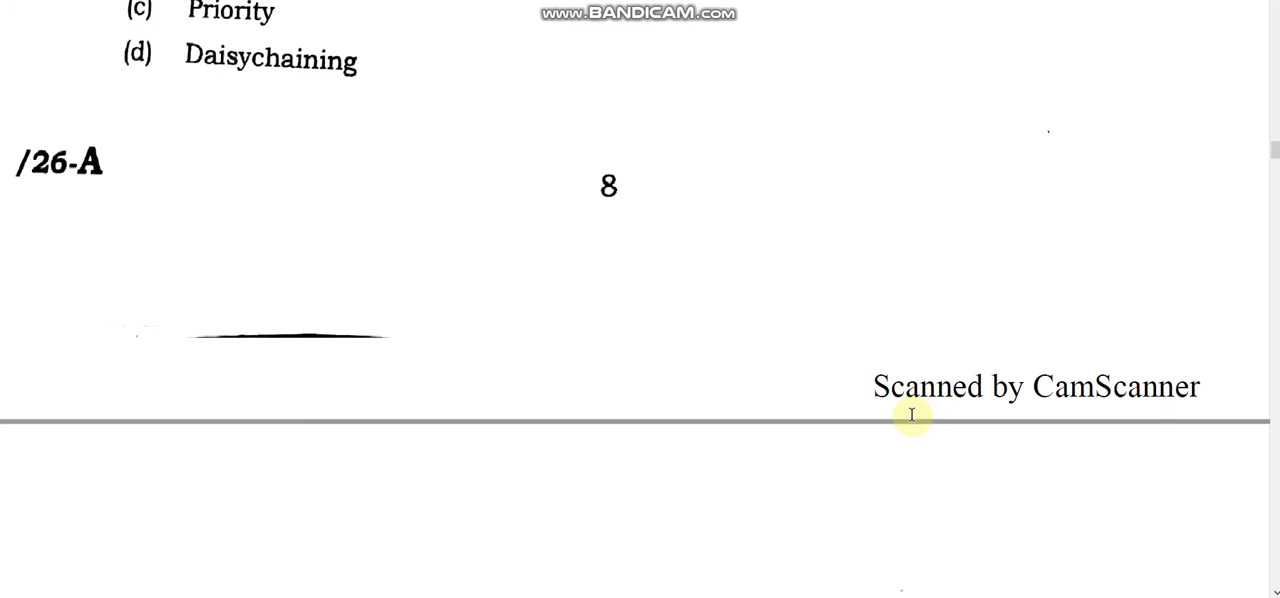 www.BANDICAM.com
(c) Priority
(d) Daisychaining
/26-A
8
Scanned by CamScanner